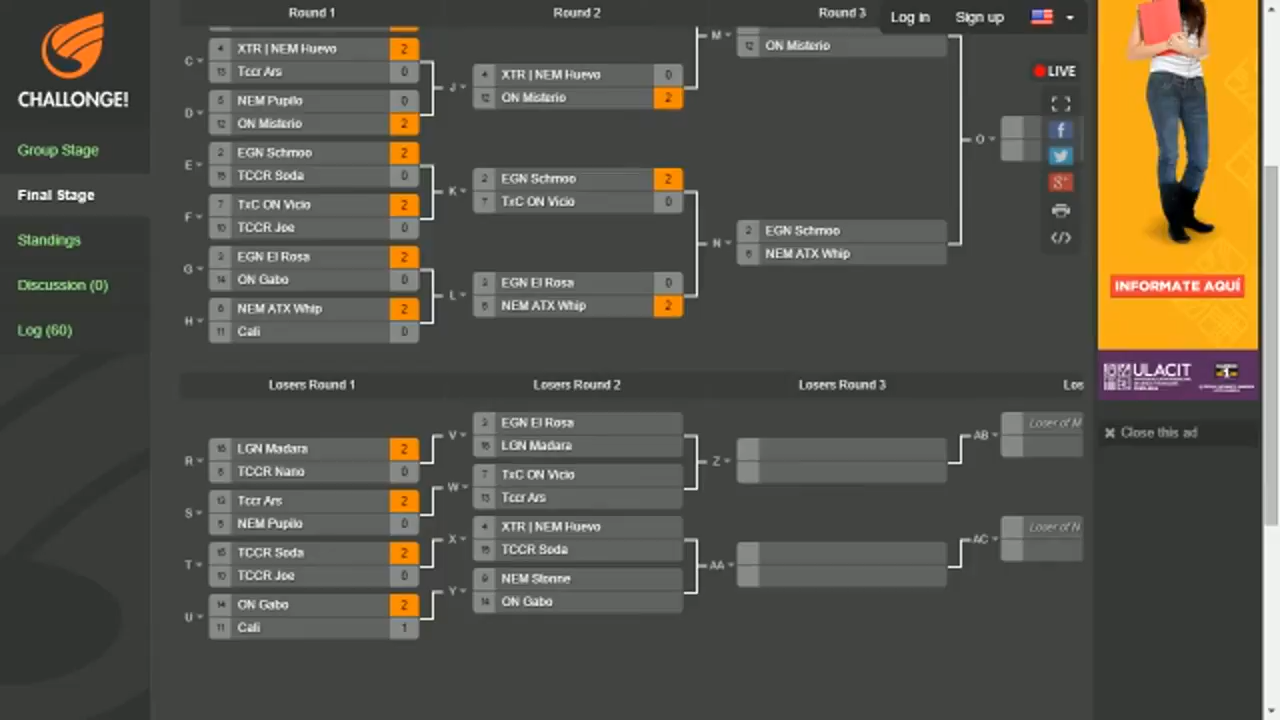 Round 1
Round 2
Round 3
Log in
Sign up
CHALLONGE!
Group Stage
Final Stage
Standings
Discussion (0)
Log (60)
LIVE
C
4 XTR | NEM Huevo 2
13 Tccr Ars 0
D
5 NEM Pupilo 0
12 ON Misterio 2
E
2 EGN Schmoo 2
15 TCCR Soda 0
F
7 TxC ON Vicio 2
10 TCCR Joe 0
G
3 EGN El Rosa 2
14 ON Gabo 0
H
6 NEM ATX Whip 2
11 Cali 0
J
4 XTR | NEM Huevo 0
12 ON Misterio 2
K
2 EGN Schmoo 2
7 TxC ON Vicio 0
L
3 EGN El Rosa 0
6 NEM ATX Whip 2
M
12 ON Misterio
N
2 EGN Schmoo
6 NEM ATX Whip
O
Losers Round 1
Losers Round 2
Losers Round 3
Los
R
16 LGN Madara 2
8 TCCR Nano 0
S
13 Tccr Ars 2
5 NEM Pupilo 0
T
15 TCCR Soda 2
10 TCCR Joe 0
U
14 ON Gabo 2
11 Cali 1
V
3 EGN El Rosa
16 LGN Madara
W
7 TxC ON Vicio
13 Tccr Ars
X
4 XTR | NEM Huevo
15 TCCR Soda
Y
9 NEM Stonne
14 ON Gabo
Z
AA
AB
Loser of M
AC
Loser of N
INFORMATE AQUÍ
ULACIT
Close this ad